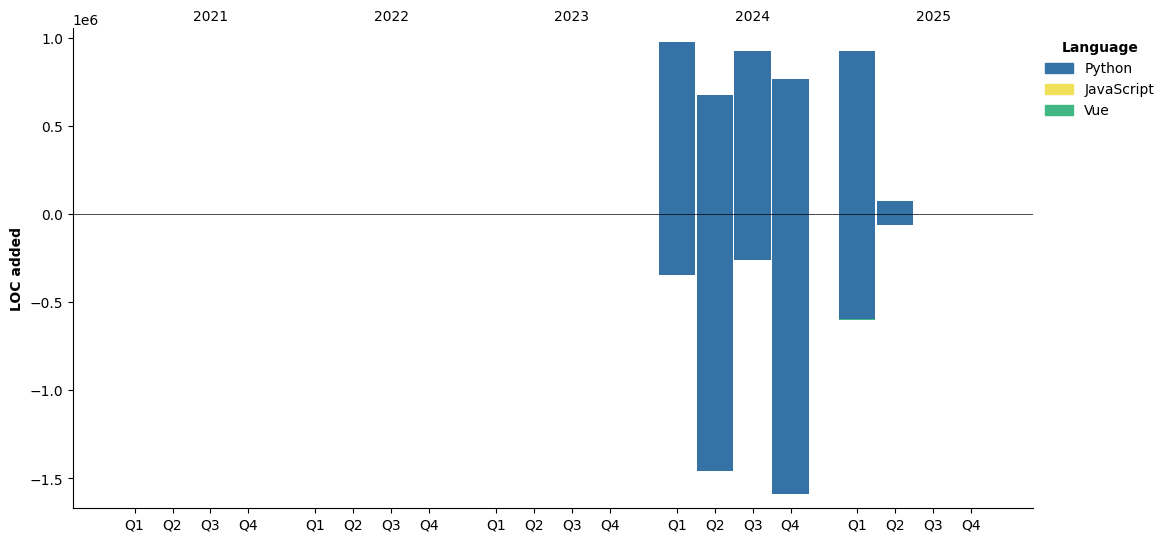 2021 2022 2023 2024 2025
1e6
1.0
0.5
0.0
−0.5
−1.0
−1.5
LOC added
Q1 Q2 Q3 Q4 Q1 Q2 Q3 Q4 Q1 Q2 Q3 Q4 Q1 Q2 Q3 Q4 Q1 Q2 Q3 Q4
Language
Python
JavaScript
Vue